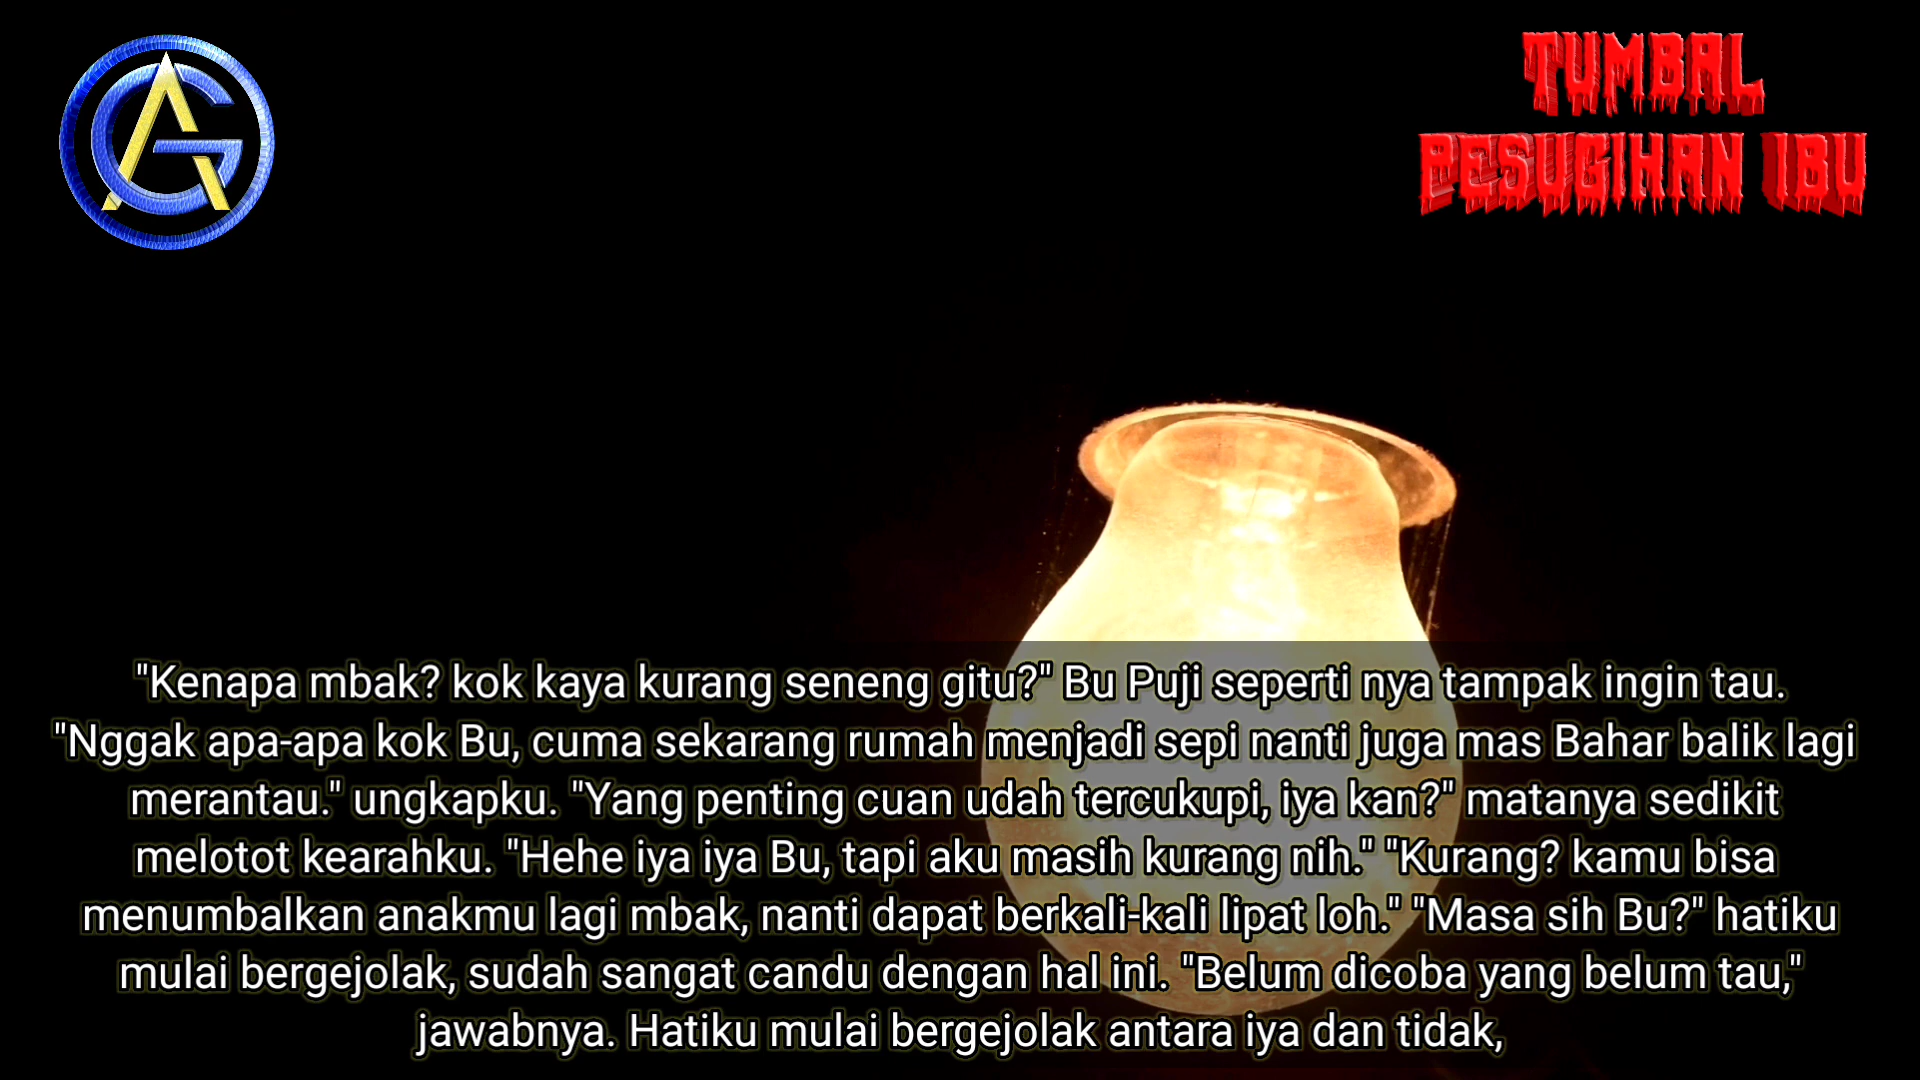 TUMBAL
PESUGIHAN IBU
"Kenapa mbak? kok kaya kurang seneng gitu?" Bu Puji seperti nya tampak ingin tau.
"Nggak apa-apa kok Bu, cuma sekarang rumah menjadi sepi nanti juga mas Bahar balik lagi
merantau." ungkapku. "Yang penting cuan udah tercukupi, iya kan?" matanya sedikit
melotot kearahku. "Hehe iya iya Bu, tapi aku masih kurang nih." "Kurang? kamu bisa
menumbalkan anakmu lagi mbak, nanti dapat berkali-kali lipat loh." "Masa sih Bu?" hatiku
mulai bergejolak, sudah sangat candu dengan hal ini. "Belum dicoba yang belum tau,"
jawabnya. Hatiku mulai bergejolak antara iya dan tidak,